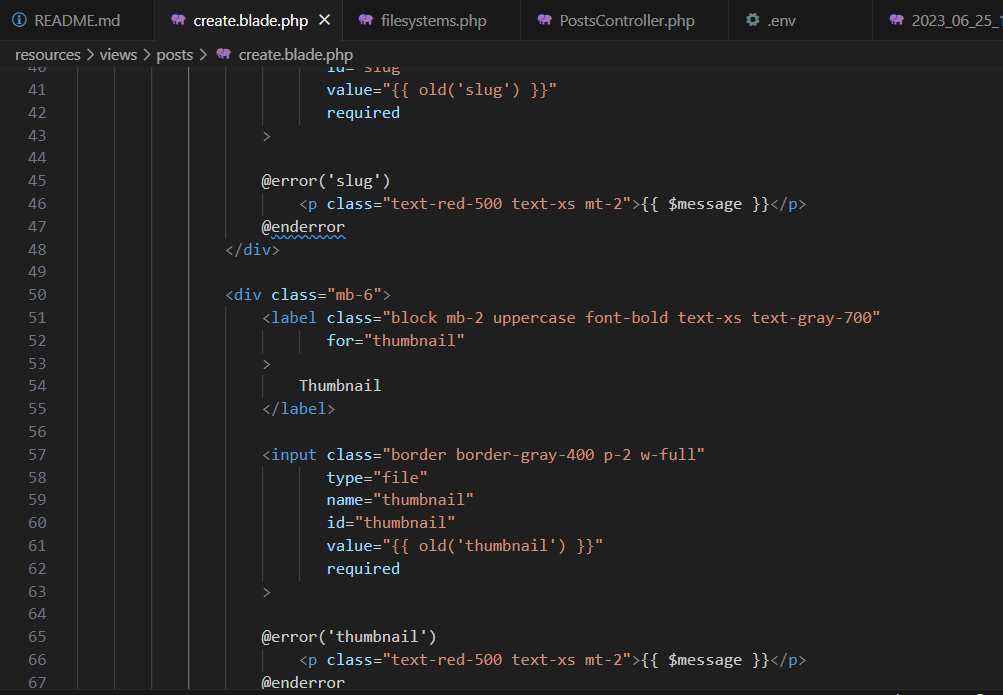 README.md create.blade.php filesystems.php PostsController.php .env 2023_06_25_1
resources > views > posts > create.blade.php
40 id="slug"
41 value="{{ old('slug') }}"
42 required
43 >
44
45 @error('slug')
46 <p class="text-red-500 text-xs mt-2">{{ $message }}</p>
47 @enderror
48 </div>
49
50 <div class="mb-6">
51 <label class="block mb-2 uppercase font-bold text-xs text-gray-700"
52 for="thumbnail"
53 >
54 Thumbnail
55 </label>
56
57 <input class="border border-gray-400 p-2 w-full"
58 type="file"
59 name="thumbnail"
60 id="thumbnail"
61 value="{{ old('thumbnail') }}"
62 required
63 >
64
65 @error('thumbnail')
66 <p class="text-red-500 text-xs mt-2">{{ $message }}</p>
67 @enderror